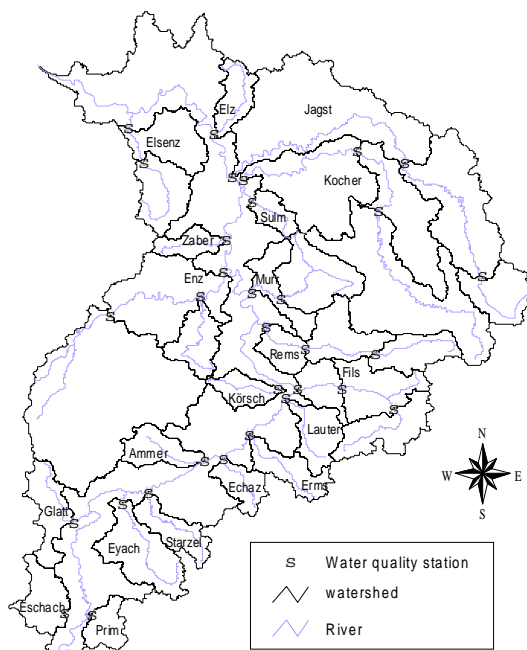 Elz
Jagst
Elsenz
Kocher
Sulm
Zaber
Enz
Murr
Rems
Fils
Körsch
Lauter
Ammer
Echaz
Erms
Glatt
Starzel
Eyach
Eschach
Prim
N
W E
S
S Water quality station
watershed
River